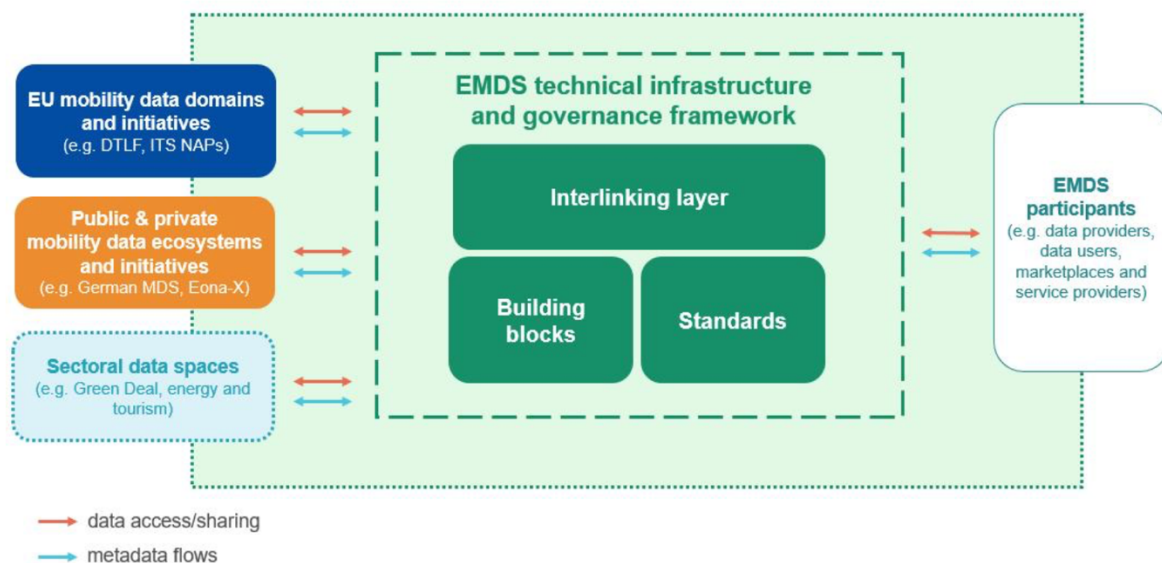 EU mobility data domains
and initiatives
(e.g. DTLF, ITS NAPs)
Public & private
mobility data ecosystems
and initiatives
(e.g. German MDS, Eona-X)
Sectoral data spaces
(e.g. Green Deal, energy and
tourism)
EMDS technical infrastructure
and governance framework
Interlinking layer
Building
blocks
Standards
EMDS
participants
(e.g. data providers,
data users,
marketplaces and
service providers)
data access/sharing
metadata flows